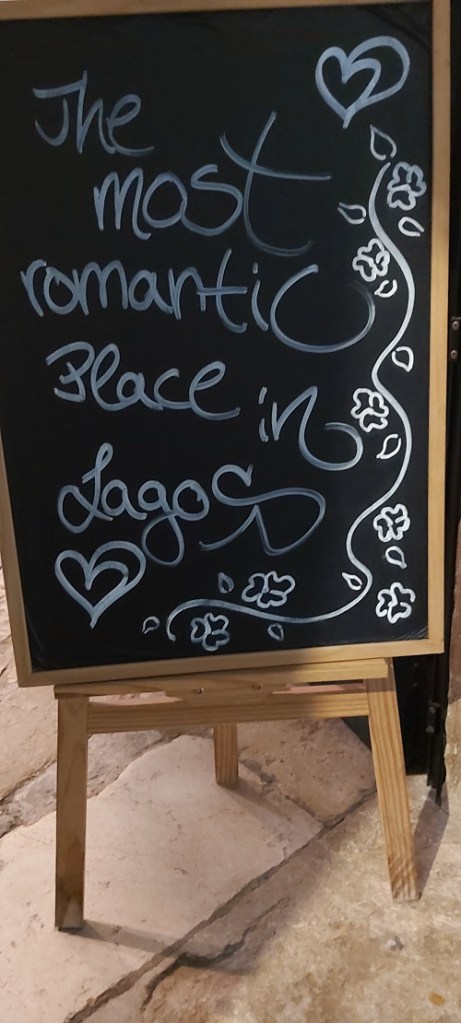 The
most
romantic
Place in
Lagos